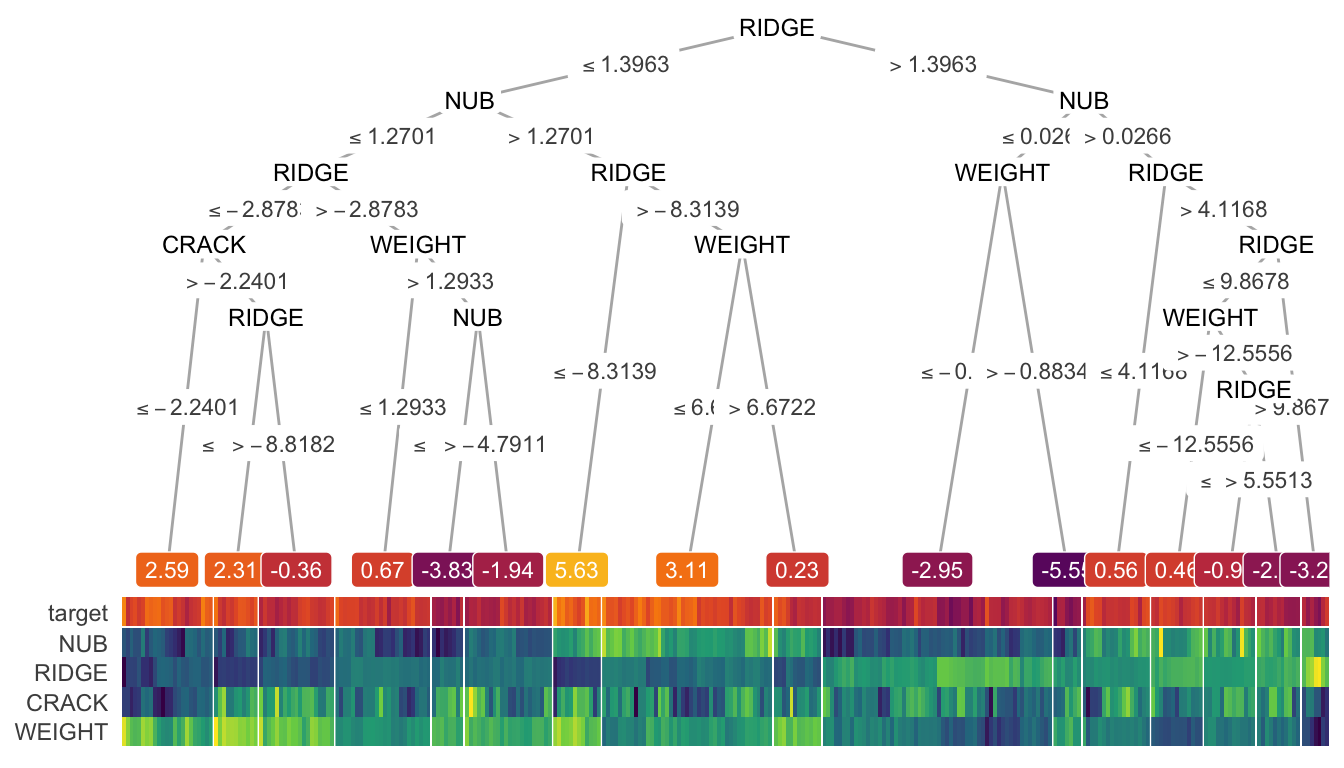 RIDGE
≤ 1.3963 > 1.3963
NUB NUB
≤ 1.2701 > 1.2701 > 0.0266
RIDGE RIDGE WEIGHT RIDGE
> − 2.8783 > − 8.3139 > 4.1168
CRACK WEIGHT WEIGHT RIDGE
> − 2.2401 > 1.2933 ≤ 9.8678
RIDGE NUB WEIGHT
> − 12.5556
≤ − 8.3139 > − 0.8834 ≤ 4.1168
RIDGE
≤ − 2.2401 ≤ 1.2933 > 6.6722
≤ > − 8.8182 ≤ > − 4.7911 ≤ − 12.5556
≤ > 5.5513
2.59 2.31 -0.36 0.67 -3.83 -1.94 5.63 3.11 0.23 -2.95 0.56
target
NUB
RIDGE
CRACK
WEIGHT